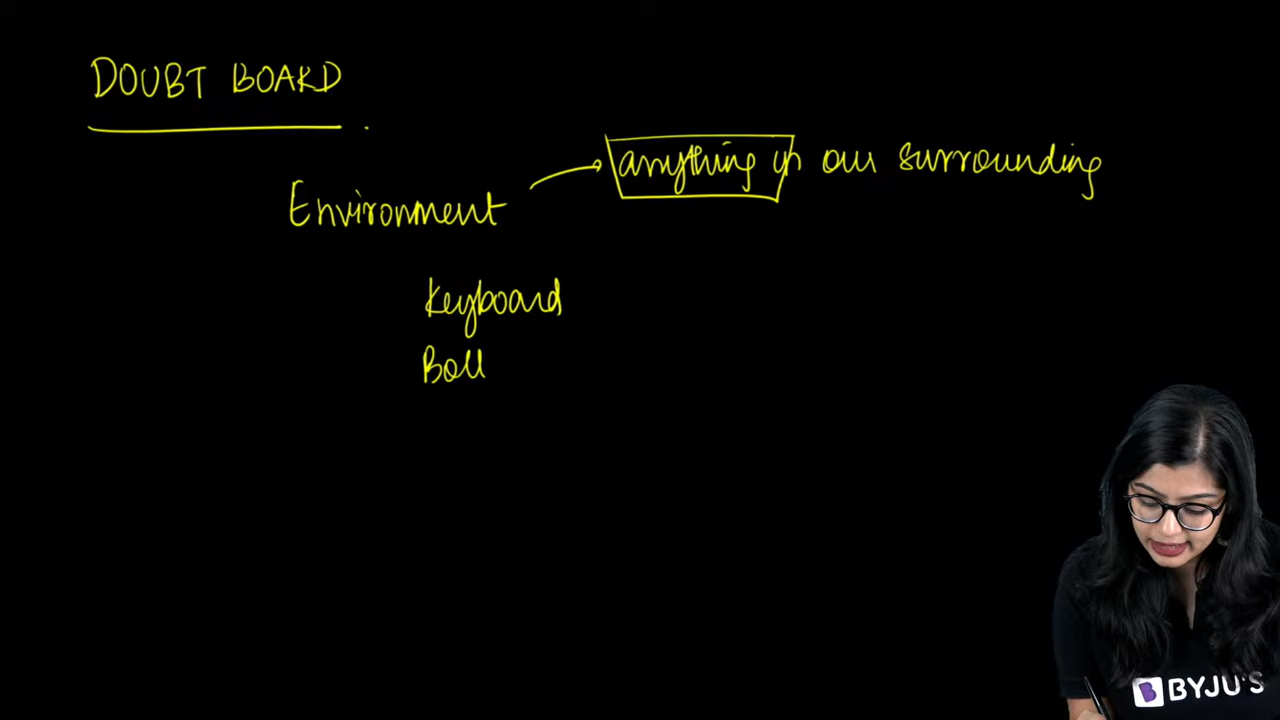 DOUBT BOARD
anything in our surrounding
Environment
Keyboard
Ball
BYJU'S